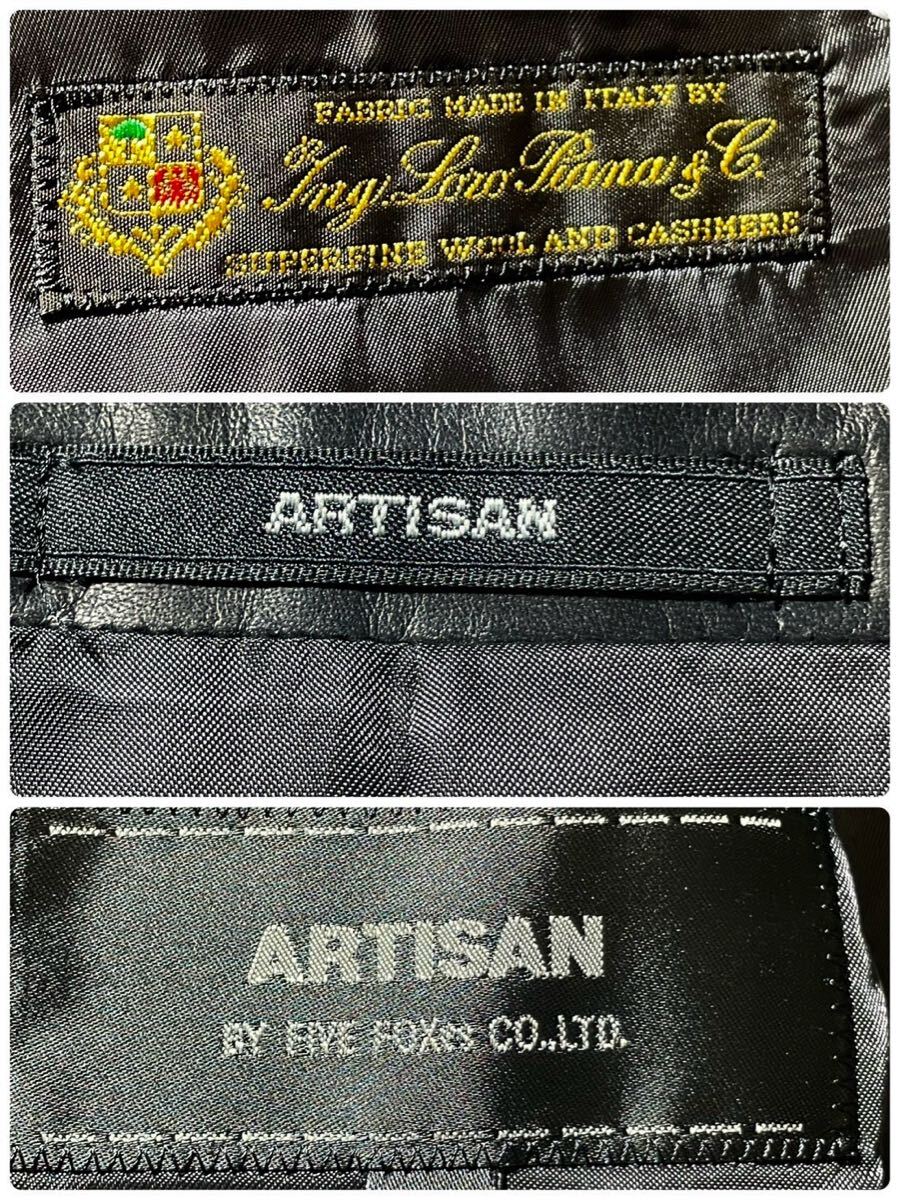 FABRIC MADE IN ITALY BY
Ing. Loro Piana & C.
SUPERFINE WOOL AND CASHMERE
ARTISAN
ARTISAN
BY FIVE FOXes CO.,LTD.